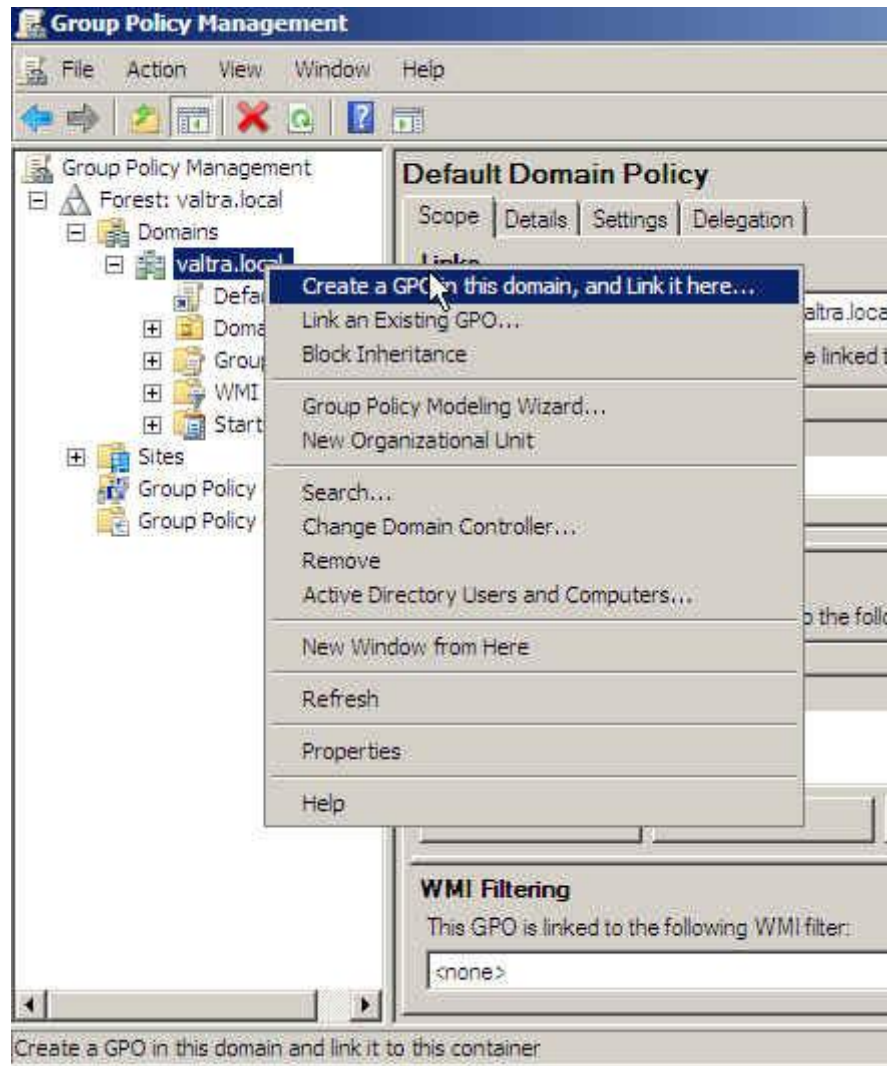 Group Policy Management
File Action View Window Help
Group Policy Management
Forest: valtra.local
Domains
valtra.local
Defa
Doma
Grou
WMI
Start
Sites
Group Policy
Group Policy
Default Domain Policy
Scope Details Settings Delegation
Links
altra.loca
e linked t
Create a GPO in this domain, and Link it here...
Link an Existing GPO...
Block Inheritance
Group Policy Modeling Wizard...
New Organizational Unit
Search...
Change Domain Controller...
Remove
Active Directory Users and Computers...
New Window from Here
Refresh
Properties
Help
o the follo
WMI Filtering
This GPO is linked to the following WMI filter:
<none>
Create a GPO in this domain and link it to this container